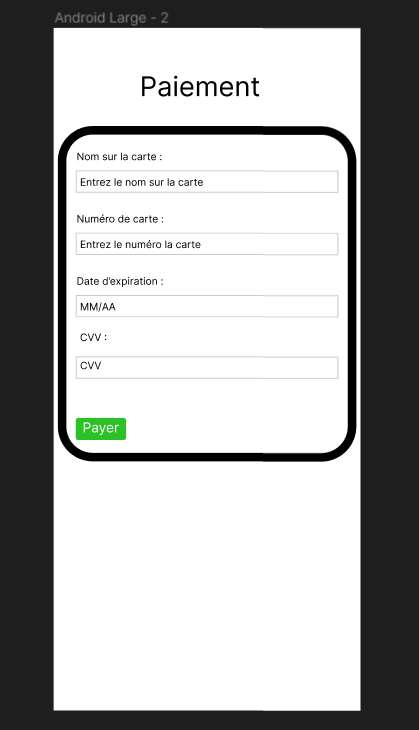 Android Large - 2
Paiement
Nom sur la carte :
Entrez le nom sur la carte
Numéro de carte :
Entrez le numéro la carte
Date d'expiration :
MM/AA
CVV :
CVV
Payer